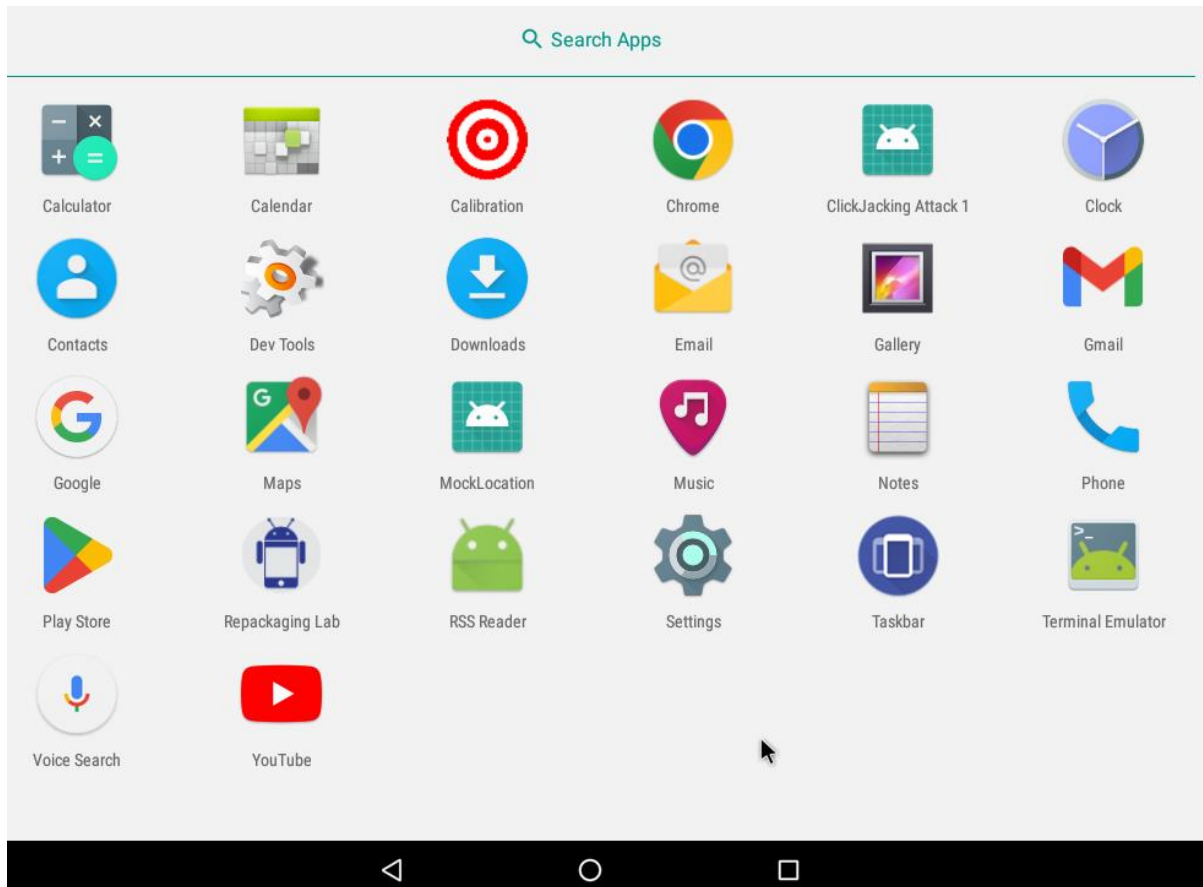 Search Apps
Calculator
Calendar
Calibration
Chrome
ClickJacking Attack 1
Clock
Contacts
Dev Tools
Downloads
Email
Gallery
Gmail
Google
Maps
MockLocation
Music
Notes
Phone
Play Store
Repackaging Lab
RSS Reader
Settings
Taskbar
Terminal Emulator
Voice Search
YouTube